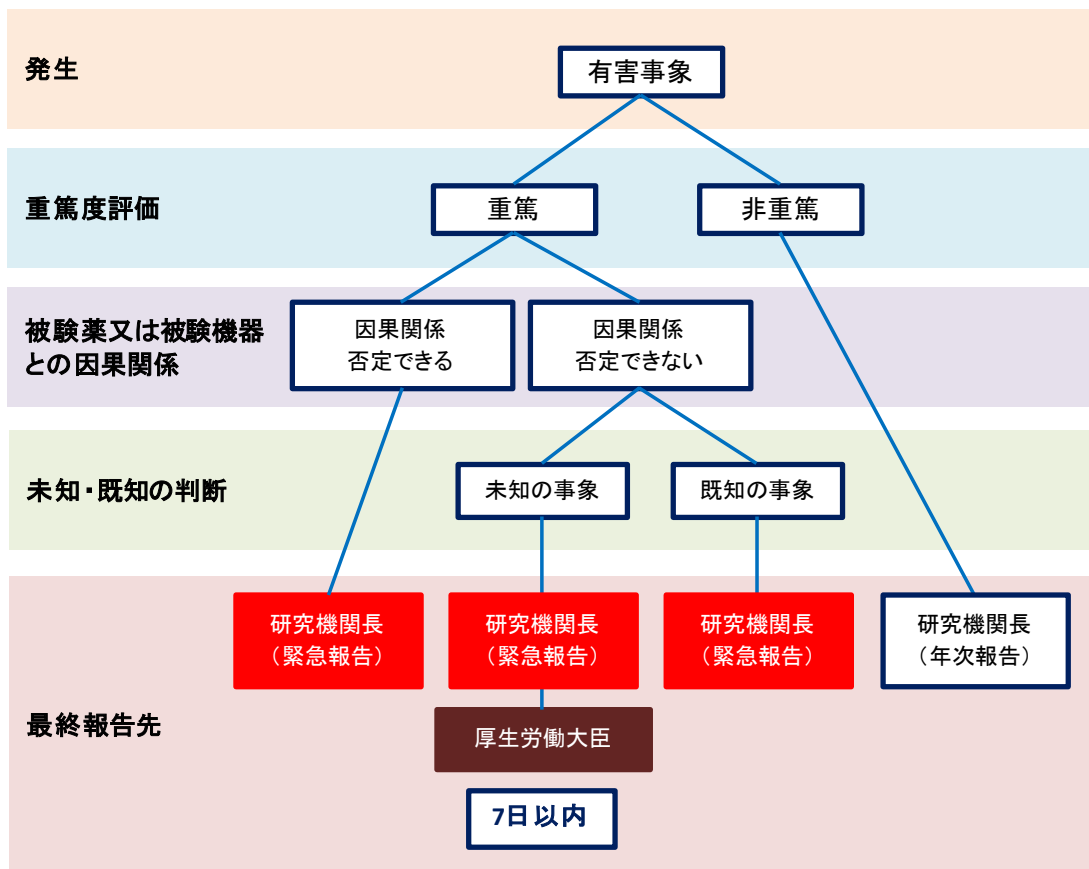 発生
有害事象
重篤度評価
重篤
非重篤
被験薬又は被験機器
との因果関係
因果関係
否定できる
因果関係
否定できない
未知・既知の判断
未知の事象
既知の事象
最終報告先
研究機関長
（緊急報告）
研究機関長
（緊急報告）
研究機関長
（緊急報告）
研究機関長
（年次報告）
厚生労働大臣
7日以内